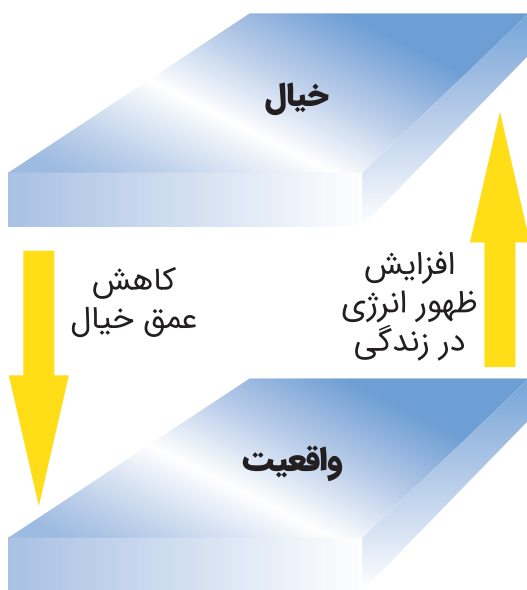 خیال
افزایش
ظهور انرژی
در زندگی
کاهش
عمق خیال
واقعیت